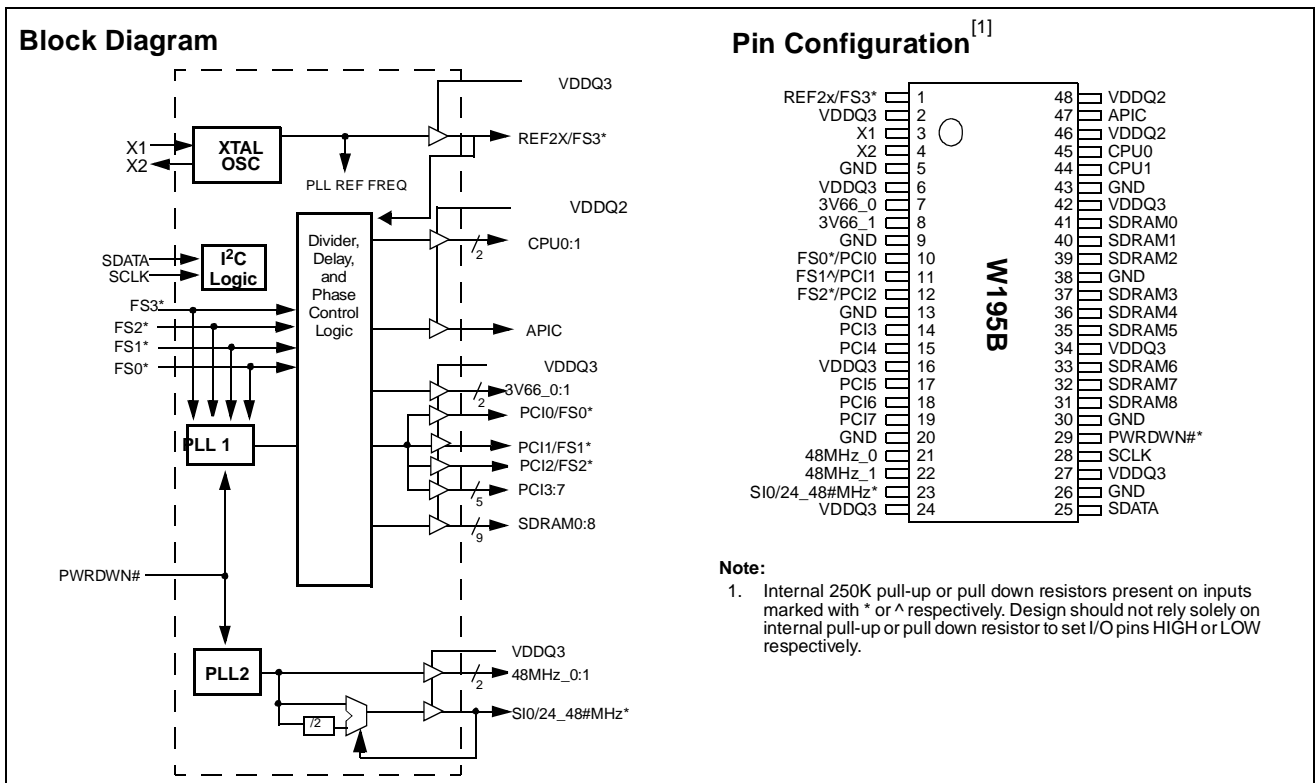 Block Diagram
VDDQ3
X1
X2
XTAL
OSC
REF2X/FS3*
PLL REF FREQ
VDDQ2
Divider,
Delay,
and
Phase
Control
Logic
CPU0:1
2
SDATA
SCLK
I2C
Logic
FS3*
FS2*
FS1*
FS0*
APIC
VDDQ3
3V66_0:1
2
PCI0/FS0*
PLL 1
PCI1/FS1*
PCI2/FS2*
PCI3:7
5
SDRAM0:8
9
PWRDWN#
VDDQ3
PLL2
48MHz_0:1
2
/2
SI0/24_48#MHz*
Pin Configuration[1]
REF2x/FS3* 1 48 VDDQ2
VDDQ3 2 47 APIC
X1 3 46 VDDQ2
X2 4 45 CPU0
GND 5 44 CPU1
VDDQ3 6 43 GND
3V66_0 7 42 VDDQ3
3V66_1 8 41 SDRAM0
GND 9 40 SDRAM1
FS0*/PCI0 10 39 SDRAM2
FS1^/PCI1 11 38 GND
FS2*/PCI2 12 37 SDRAM3
GND 13 36 SDRAM4
PCI3 14 35 SDRAM5
PCI4 15 34 VDDQ3
VDDQ3 16 33 SDRAM6
PCI5 17 32 SDRAM7
PCI6 18 31 SDRAM8
PCI7 19 30 GND
GND 20 29 PWRDWN#*
48MHz_0 21 28 SCLK
48MHz_1 22 27 VDDQ3
SI0/24_48#MHz* 23 26 GND
VDDQ3 24 25 SDATA
W195B
Note:
1. Internal 250K pull-up or pull down resistors present on inputs
marked with * or ^ respectively. Design should not rely solely on
internal pull-up or pull down resistor to set I/O pins HIGH or LOW
respectively.